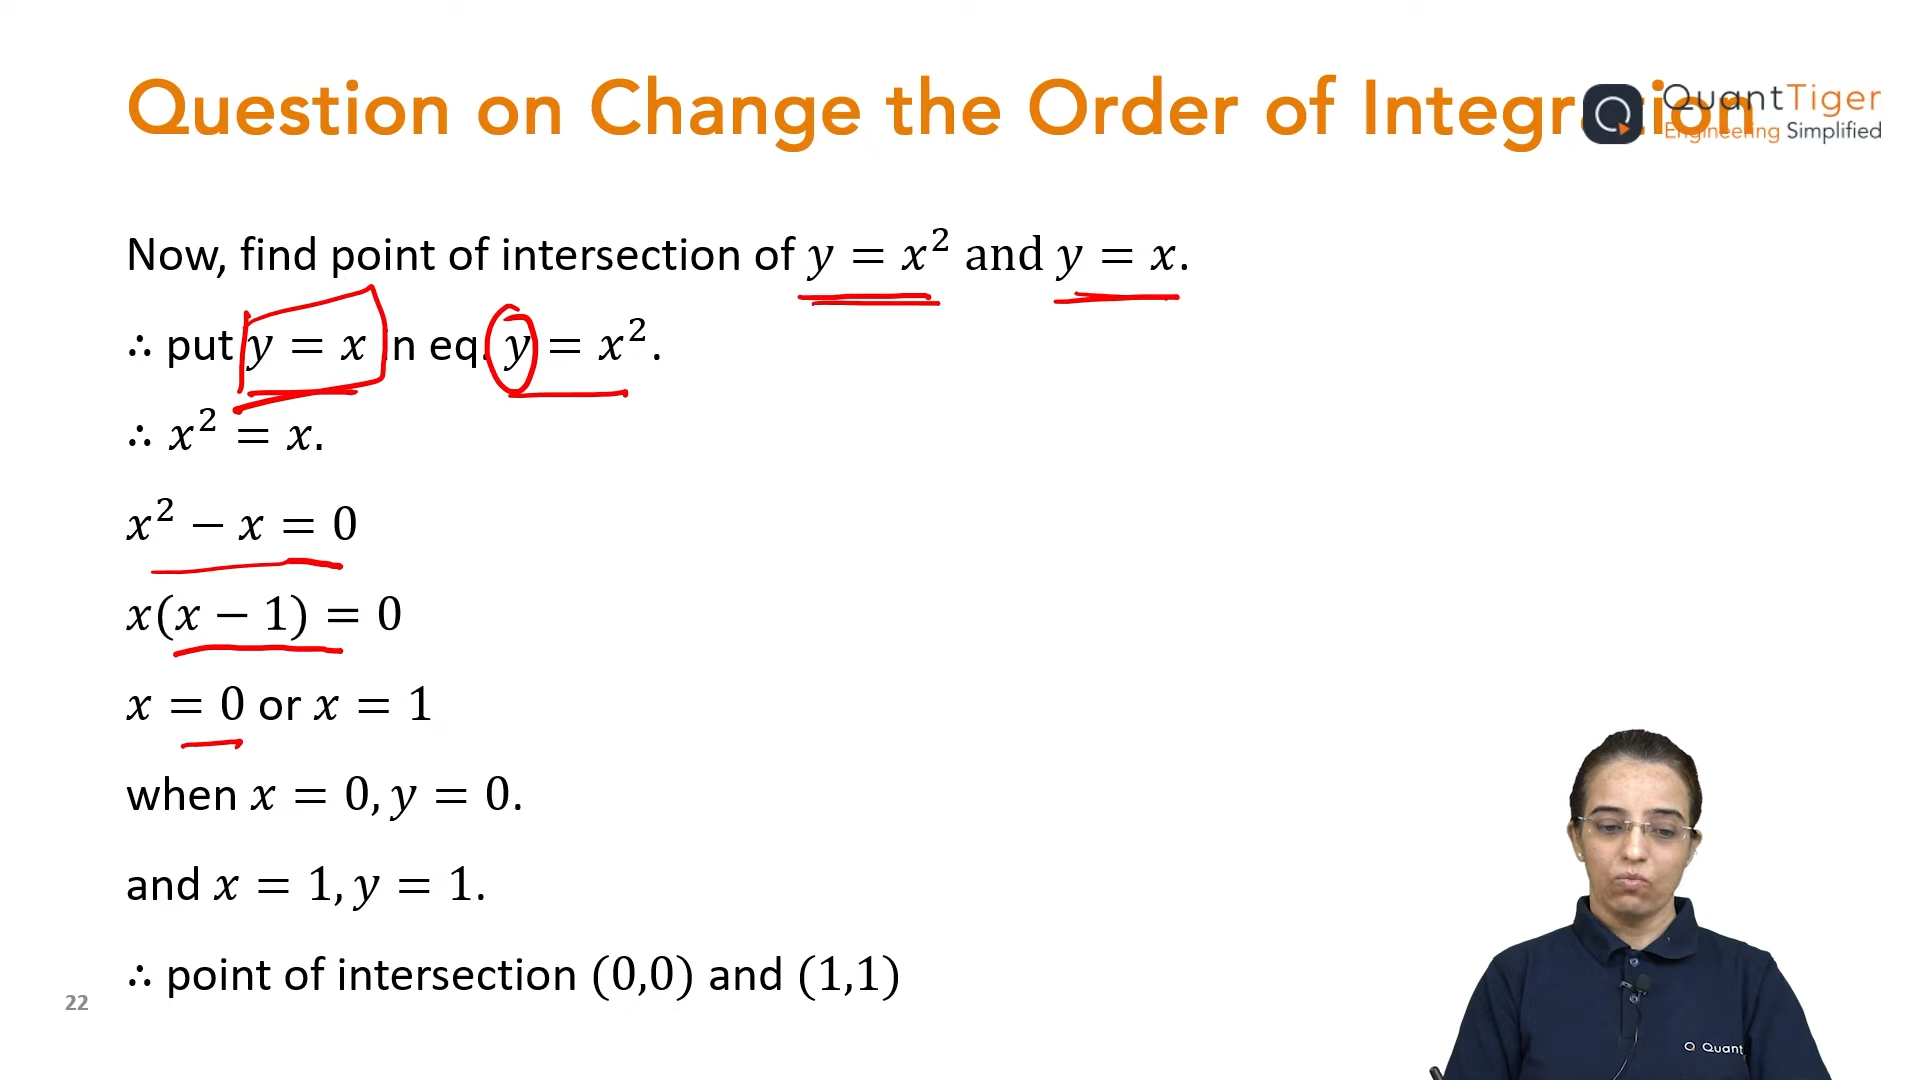 Question on Change the Order of Integration
QuantTiger
Engineering Simplified
Now, find point of intersection of y = x² and y = x.
∴ put y = x in eq. y = x².
∴ x² = x.
x² − x = 0
x(x − 1) = 0
x = 0 or x = 1
when x = 0, y = 0.
and x = 1, y = 1.
∴ point of intersection (0,0) and (1,1)
22
Quant